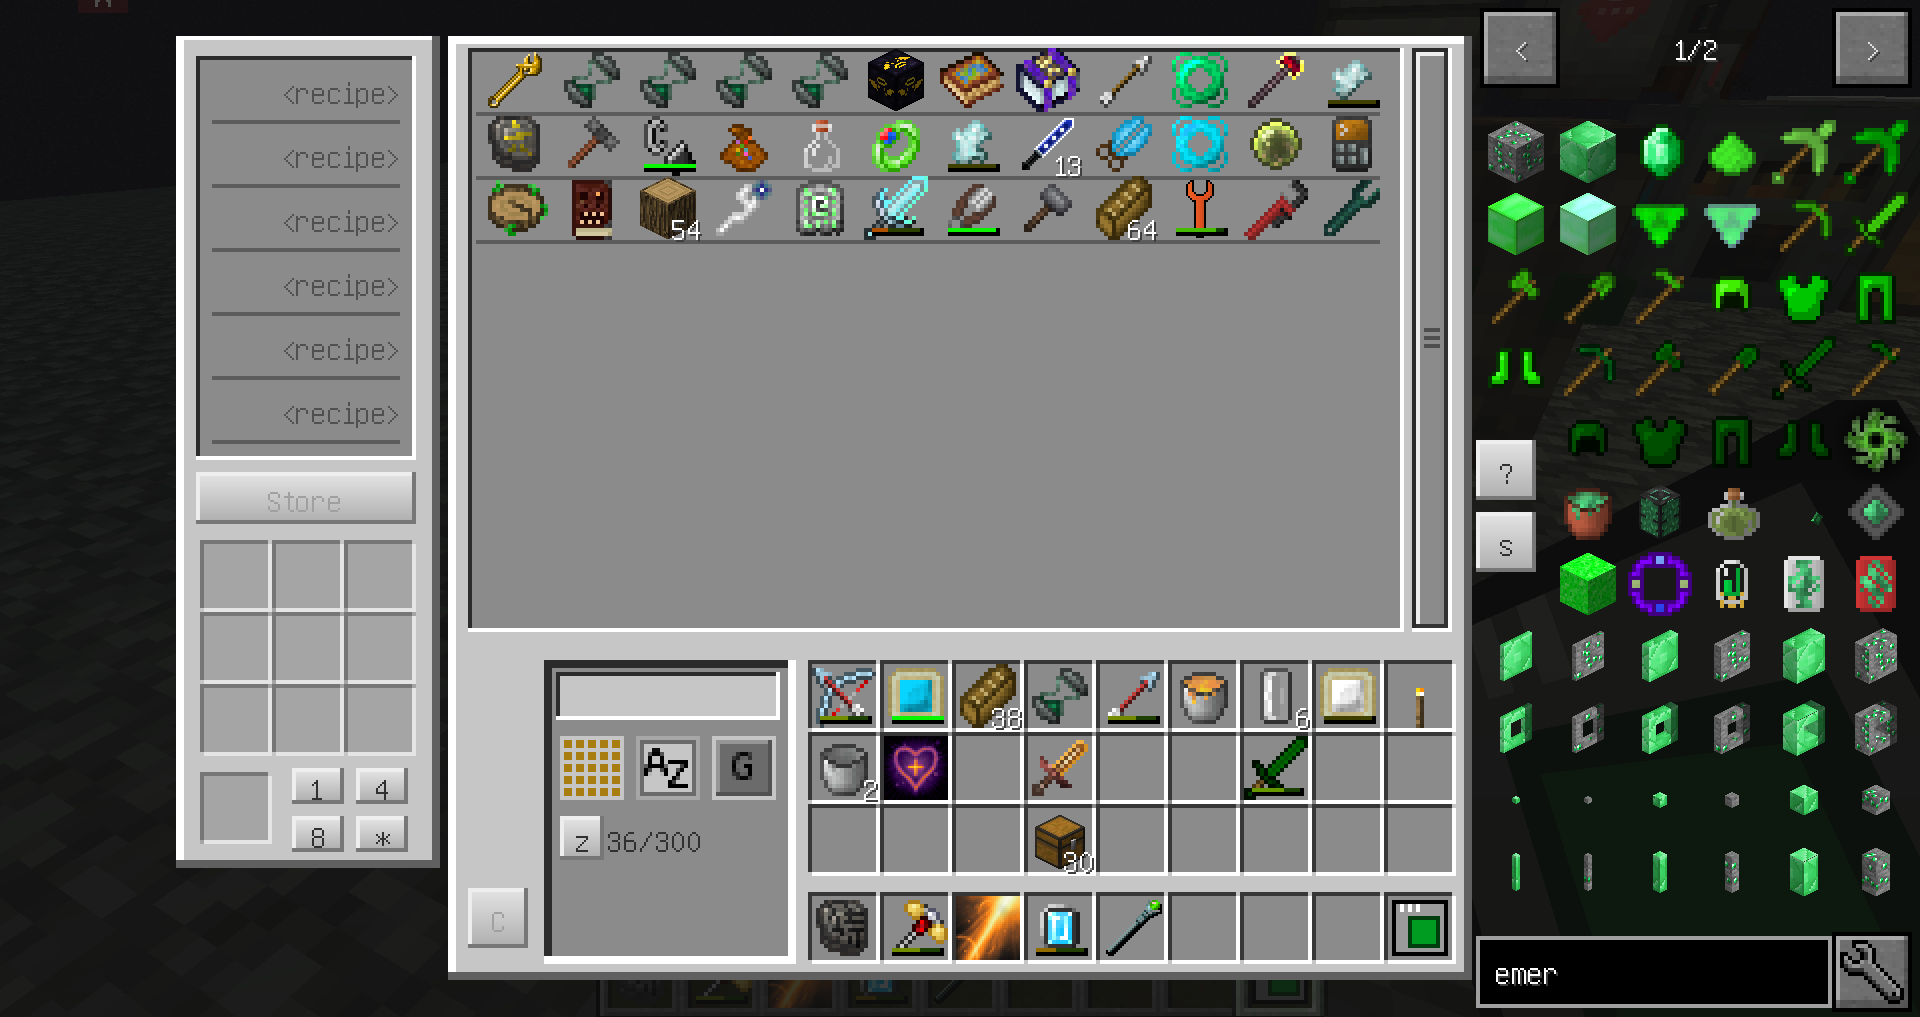 < 1/2 >
<recipe>
<recipe>
<recipe>
<recipe>
<recipe>
<recipe>
13
54
64
?
Store
s
38
6
A Z
G
2
1
4
z
36/300
8
*
30
C
emer